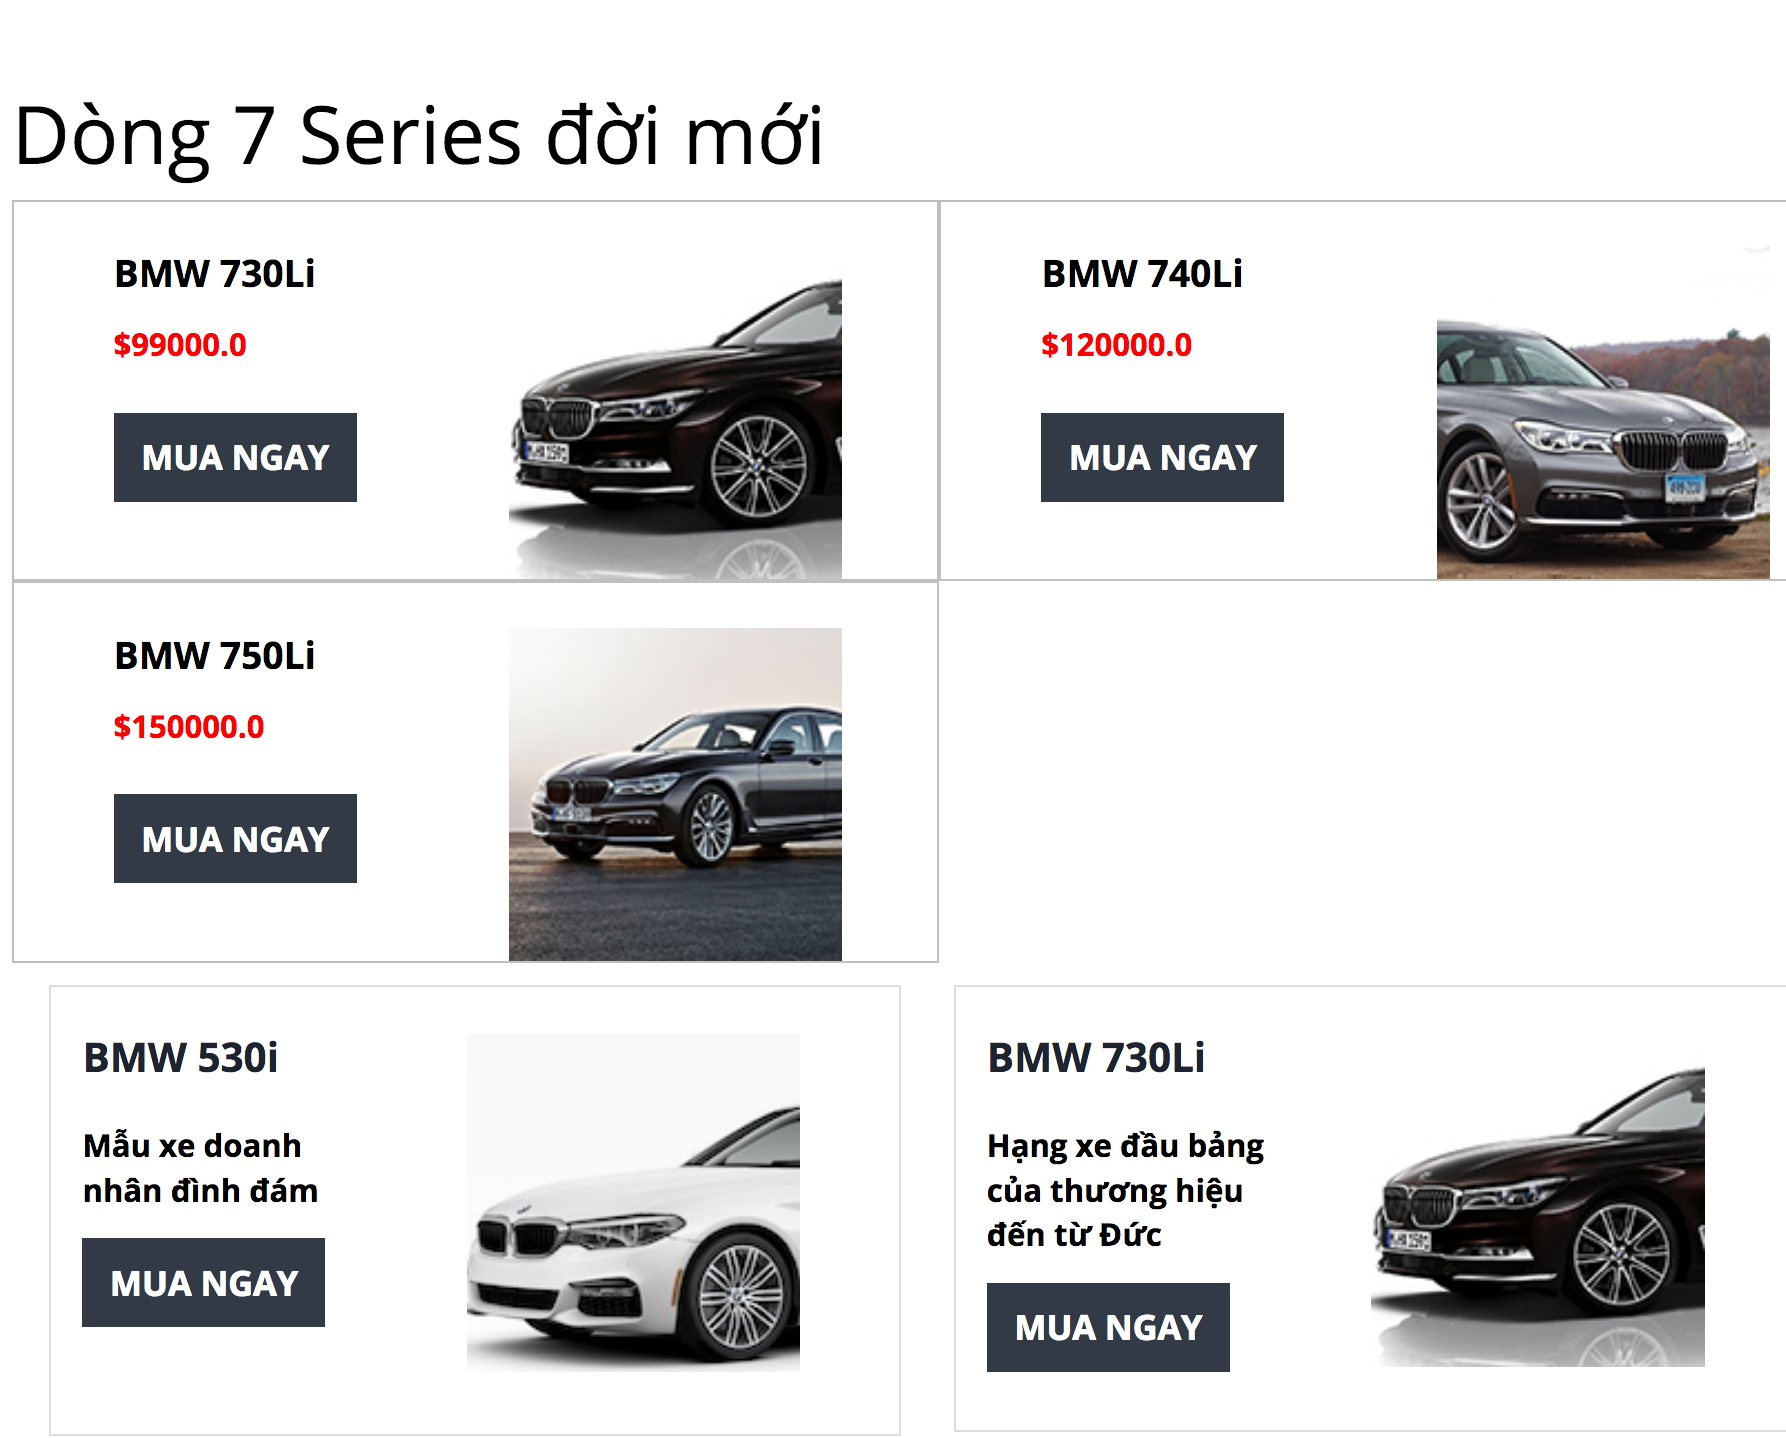 Dòng 7 Series đời mới
BMW 730Li
$99000.0
MUA NGAY
BMW 740Li
$120000.0
MUA NGAY
BMW 750Li
$150000.0
MUA NGAY
BMW 530i
Mẫu xe doanh
nhân đình đám
MUA NGAY
BMW 730Li
Hạng xe đầu bảng
của thương hiệu
đến từ Đức
MUA NGAY